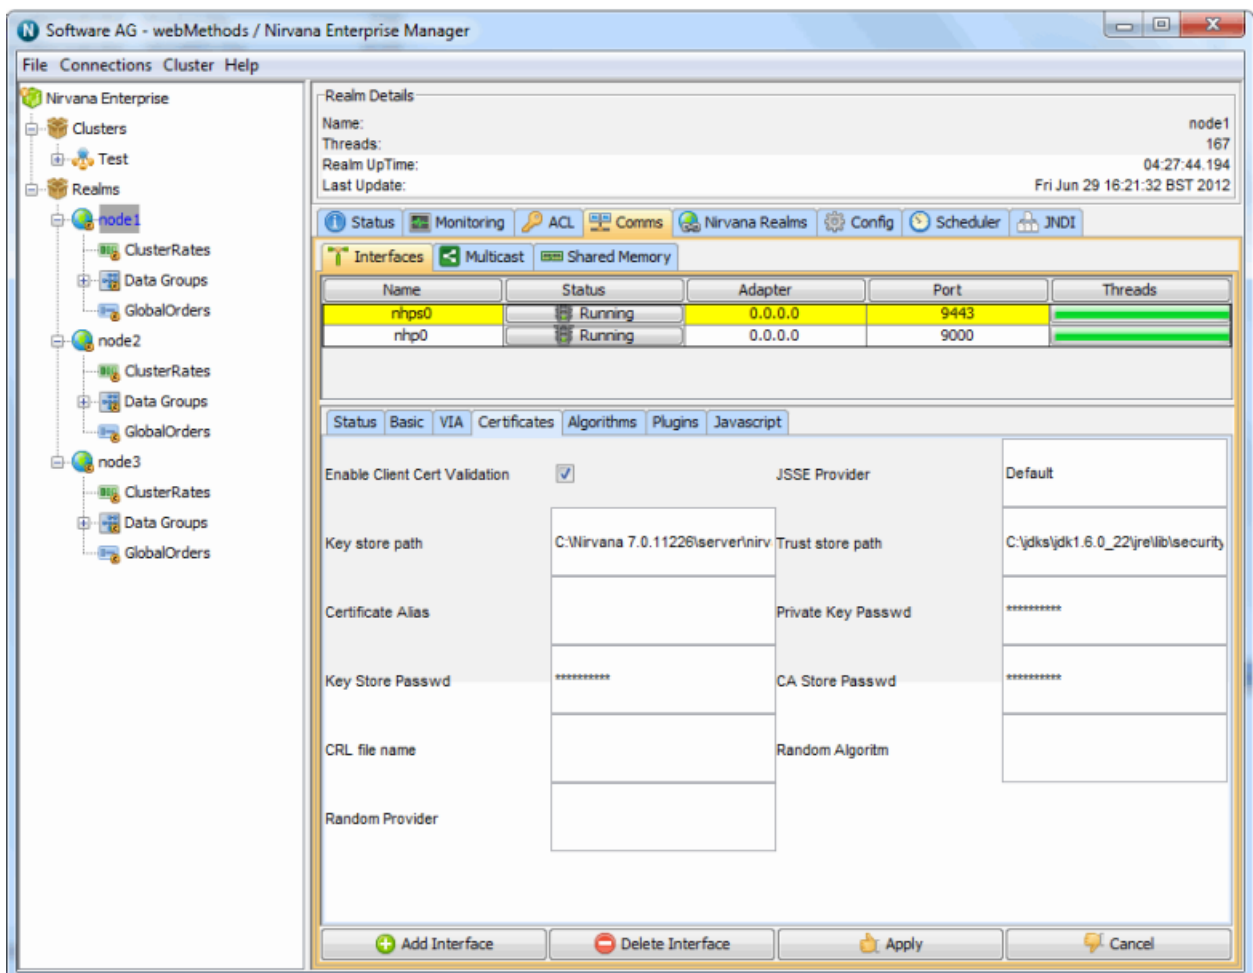 Software AG - webMethods / Nirvana Enterprise Manager
File Connections Cluster Help
Nirvana Enterprise
Clusters
Test
Realms
node1
ClusterRates
Data Groups
GlobalOrders
node2
ClusterRates
Data Groups
GlobalOrders
node3
ClusterRates
Data Groups
GlobalOrders
Realm Details
Name: node1
Threads: 167
Realm UpTime: 04:27:44.194
Last Update: Fri Jun 29 16:21:32 BST 2012
Status Monitoring ACL Comms Nirvana Realms Config Scheduler JNDI
Interfaces Multicast Shared Memory
Name Status Adapter Port Threads
nhps0 Running 0.0.0.0 9443
nhp0 Running 0.0.0.0 9000
Status Basic VIA Certificates Algorithms Plugins Javascript
Enable Client Cert Validation JSSE Provider Default
Key store path C:\Nirvana 7.0.11226\server\nirv Trust store path C:\jdks\jdk1.6.0_22\jre\lib\security
Certificate Alias Private Key Passwd **********
Key Store Passwd ********** CA Store Passwd **********
CRL file name Random Algoritm
Random Provider
Add Interface Delete Interface Apply Cancel